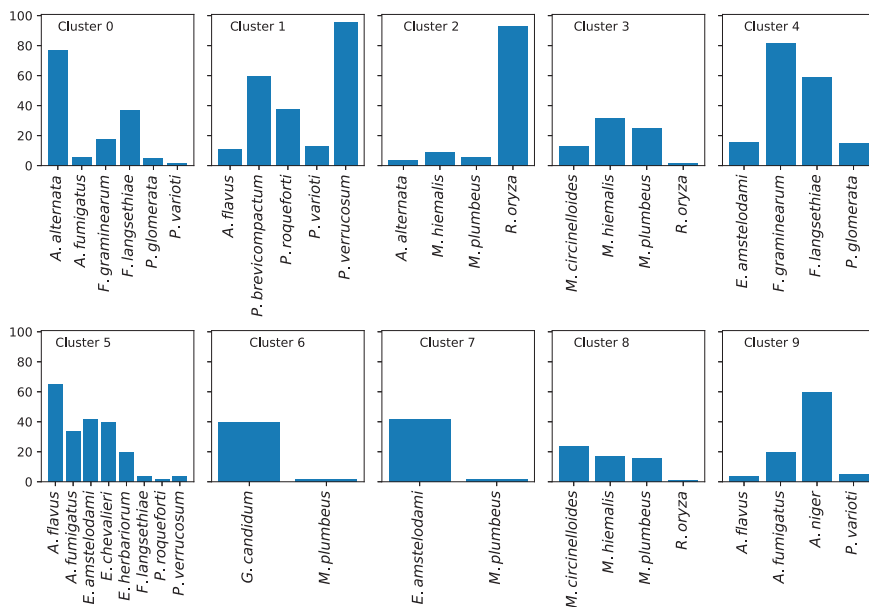 Cluster 0
Cluster 1
Cluster 2
Cluster 3
Cluster 4
100
80
60
40
20
0
A. alternata
A. fumigatus
F. graminearum
F. langsethiae
P. glomerata
P. varioti
A. flavus
P. brevicompactum
P. roqueforti
P. varioti
P. verrucosum
A. alternata
M. hiemalis
M. plumbeus
R. oryza
M. circinelloides
M. hiemalis
M. plumbeus
R. oryza
E. amstelodami
F. graminearum
F. langsethiae
P. glomerata
Cluster 5
Cluster 6
Cluster 7
Cluster 8
Cluster 9
100
80
60
40
20
0
A. flavus
A. fumigatus
E. amstelodami
E. chevalieri
E. herbariorum
F. langsethiae
P. roqueforti
P. verrucosum
G. candidum
M. plumbeus
E. amstelodami
M. plumbeus
M. circinelloides
M. hiemalis
M. plumbeus
R. oryza
A. flavus
A. fumigatus
A. niger
P. varioti